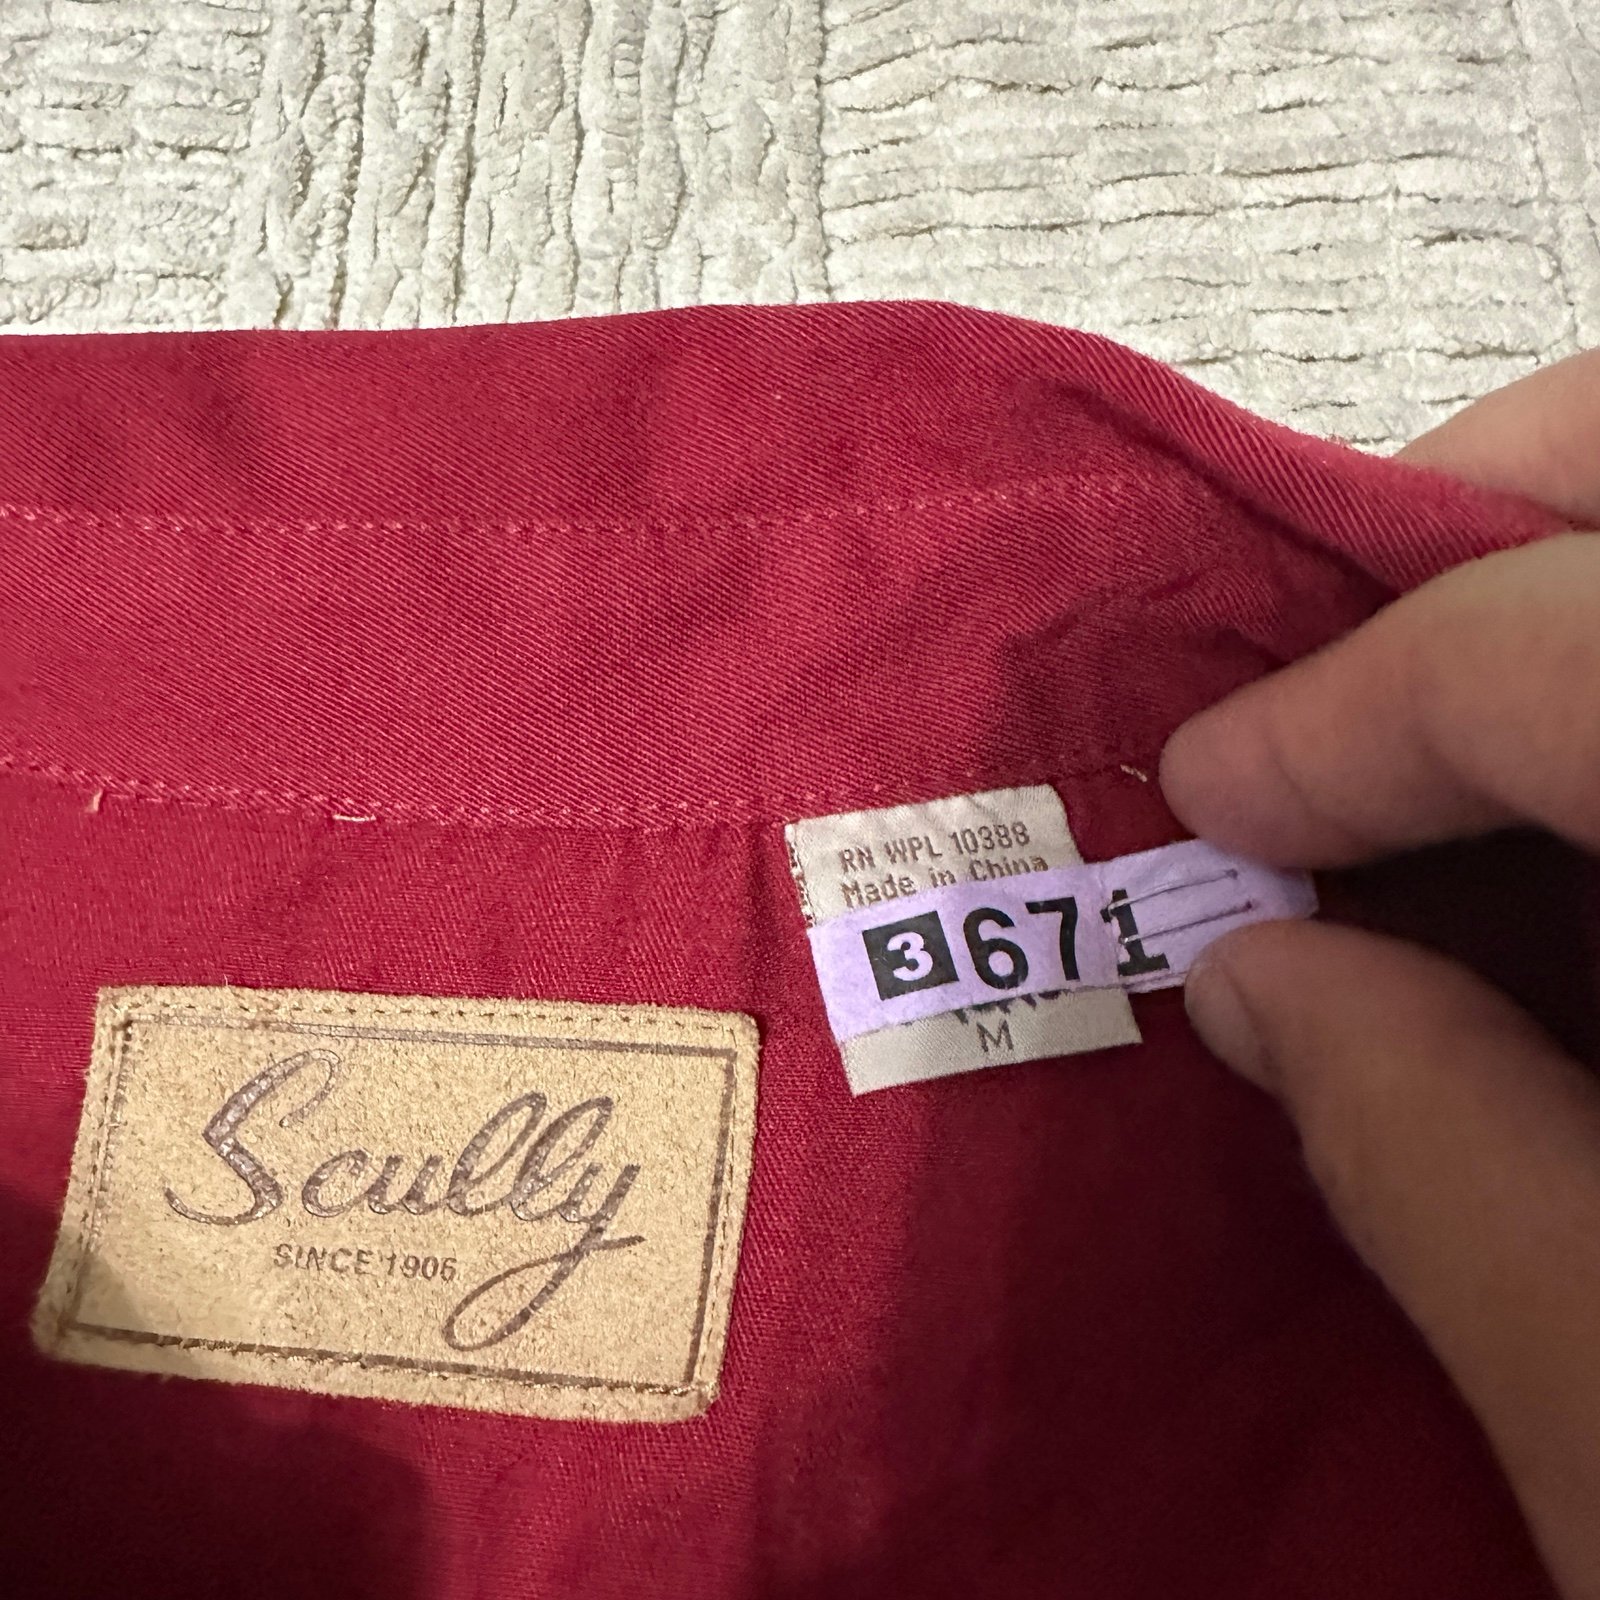 RN WPL 10388
Made in China
3671
M
Scully
SINCE 1906